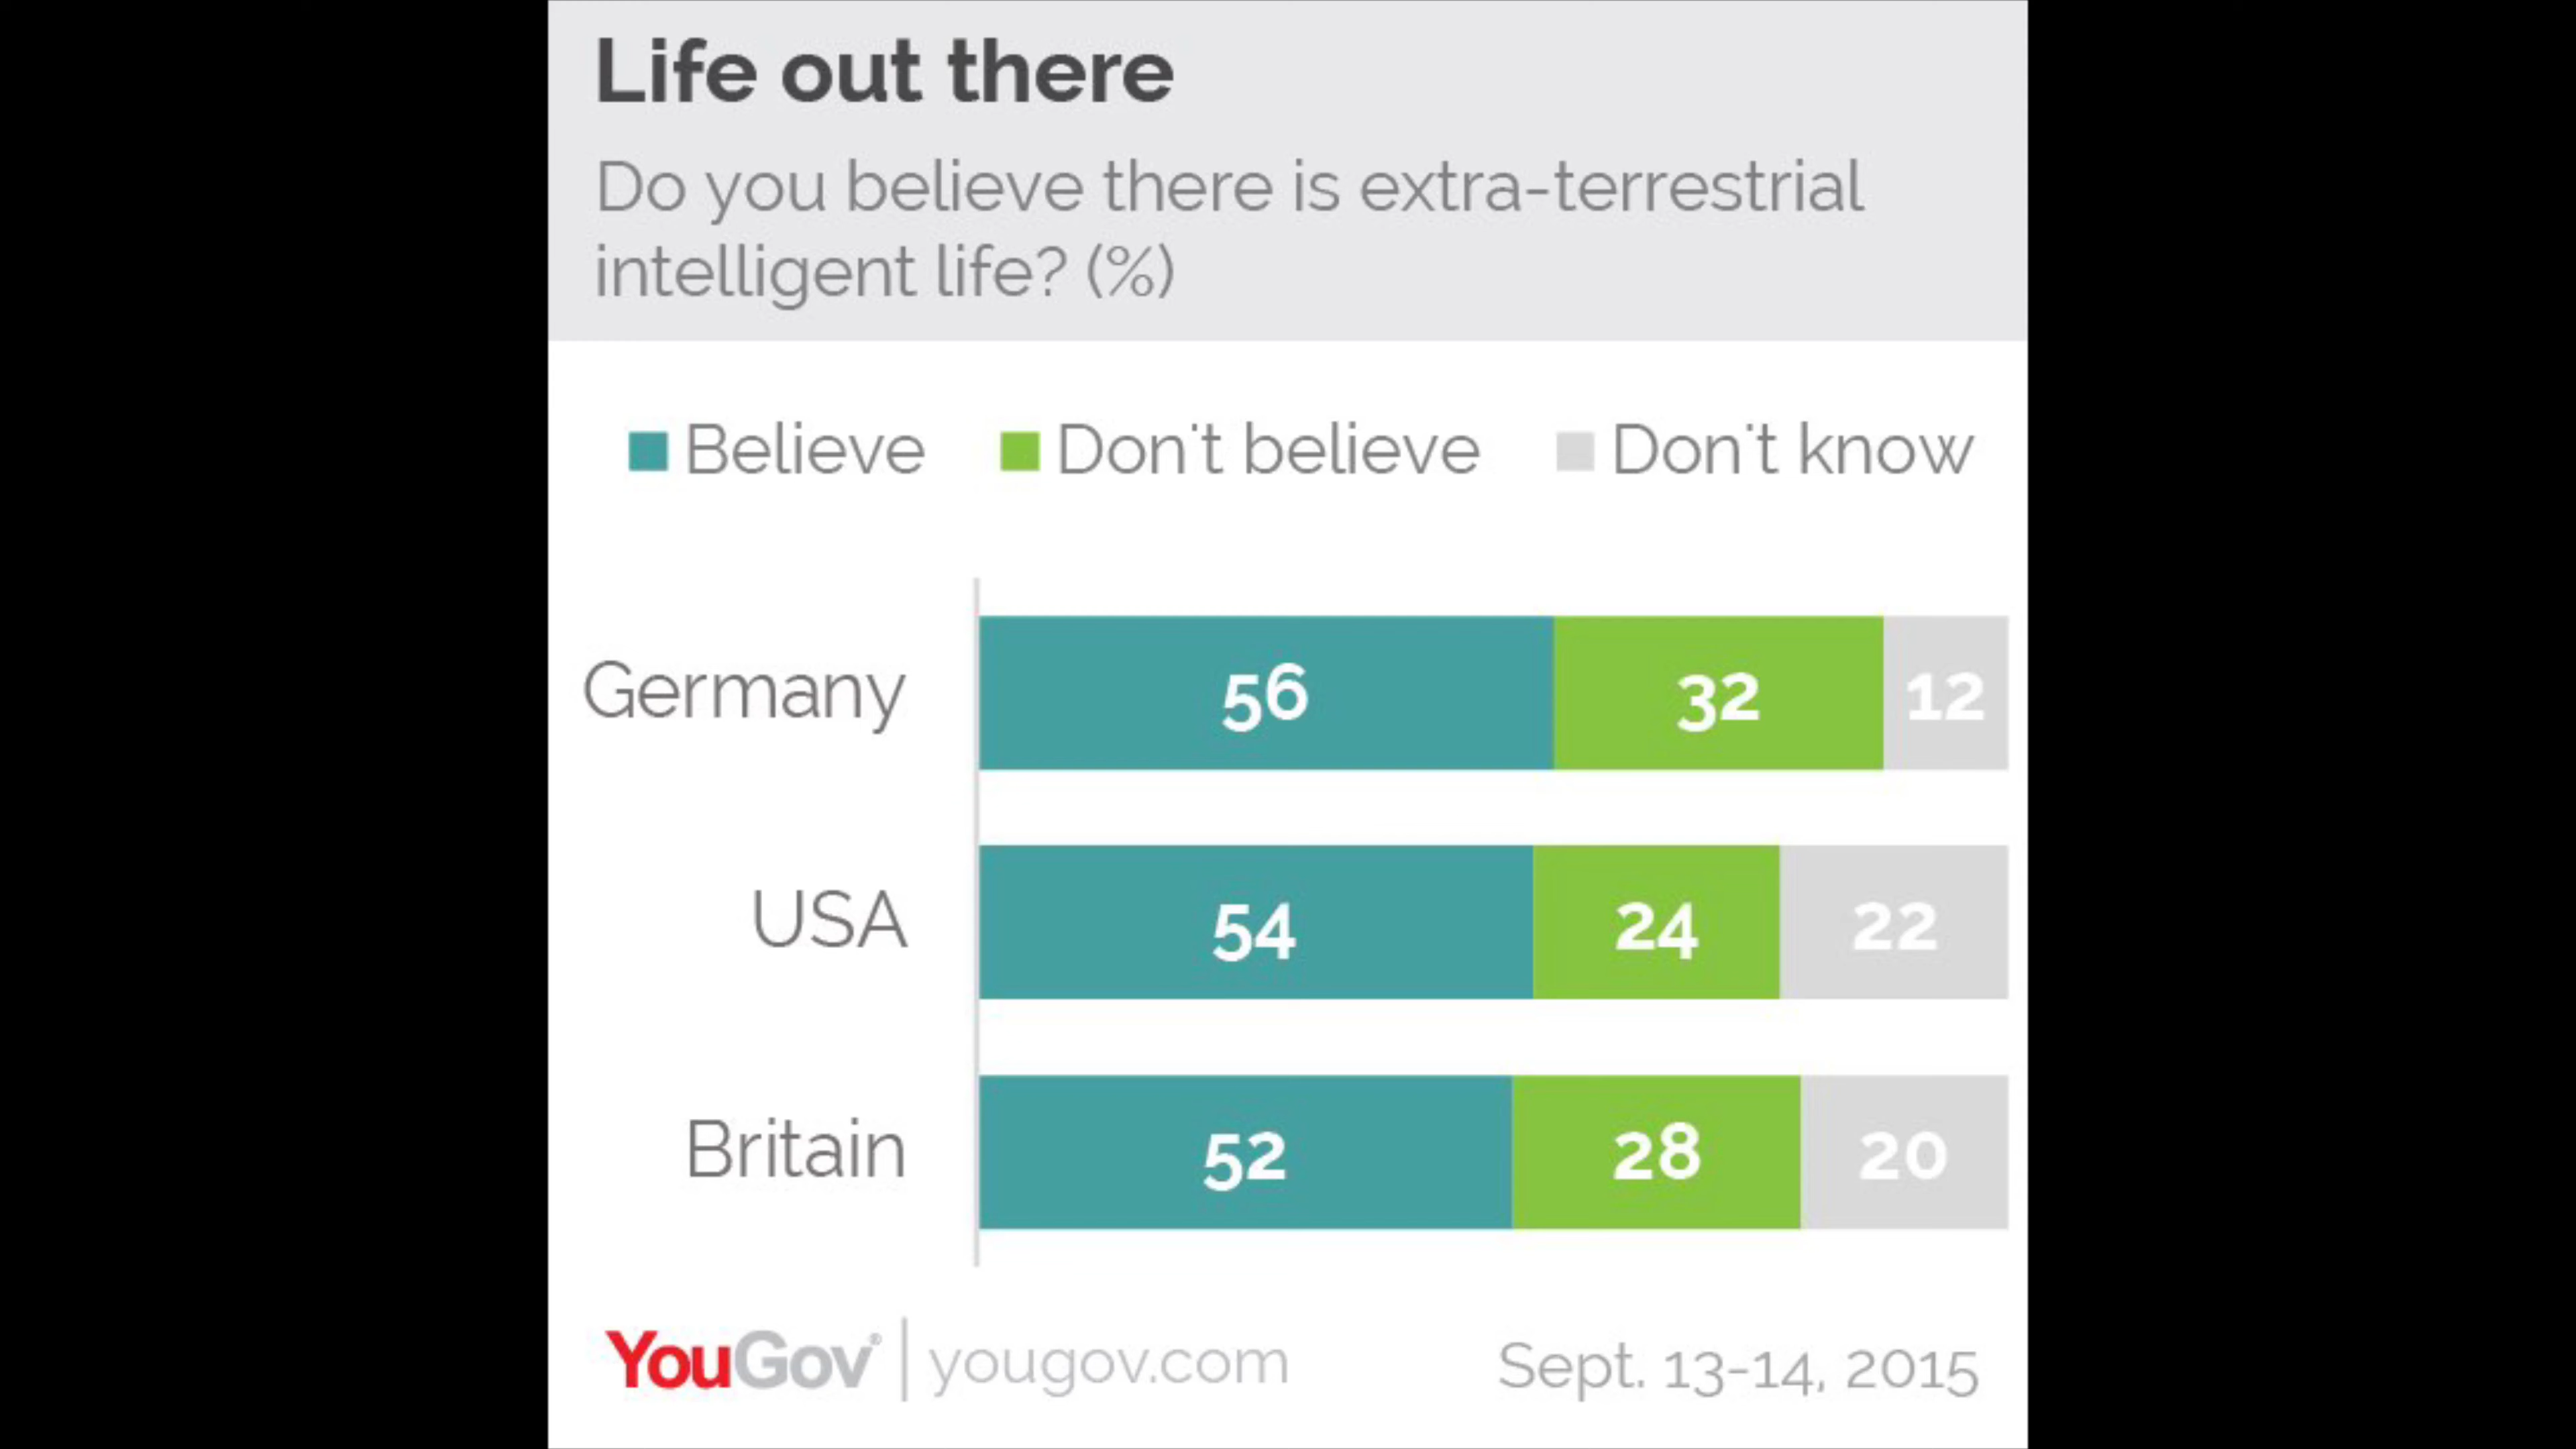 Life out there
Do you believe there is extra-terrestrial
intelligent life? (%)
Believe Don't believe Don't know
Germany 56 32 12
USA 54 24 22
Britain 52 28 20
YouGov® yougov.com Sept. 13-14, 2015